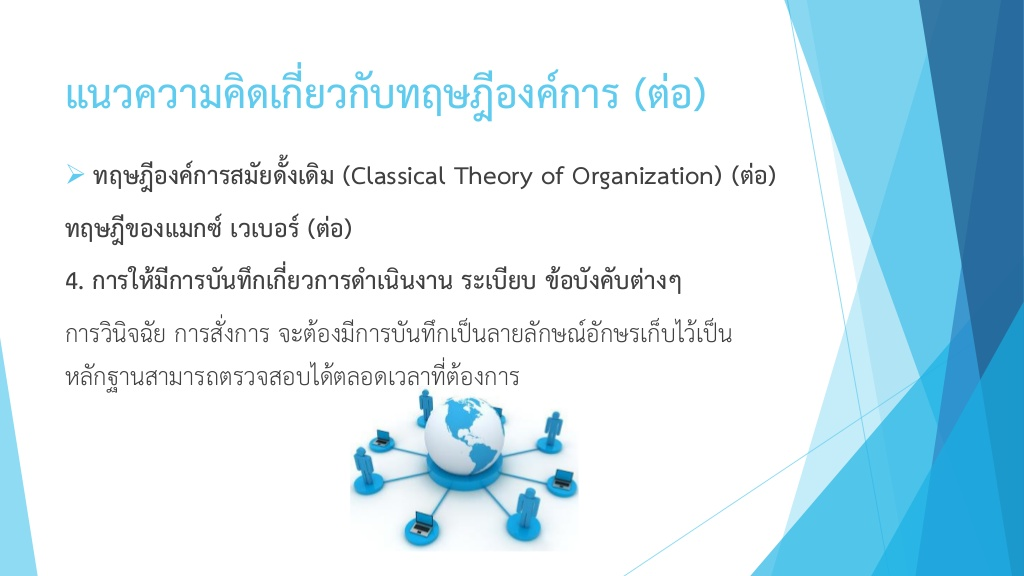 แนวความคิดเกี่ยวกับทฤษฎีองค์การ (ต่อ)
ทฤษฎีองค์การสมัยดั้งเดิม (Classical Theory of Organization) (ต่อ)
ทฤษฎีของแมกซ์ เวเบอร์ (ต่อ)
4. การให้มีการบันทึกเกี่ยวการดำเนินงาน ระเบียบ ข้อบังคับต่างๆ
การวินิจฉัย การสั่งการ จะต้องมีการบันทึกเป็นลายลักษณ์อักษรเก็บไว้เป็น
หลักฐานสามารถตรวจสอบได้ตลอดเวลาที่ต้องการ